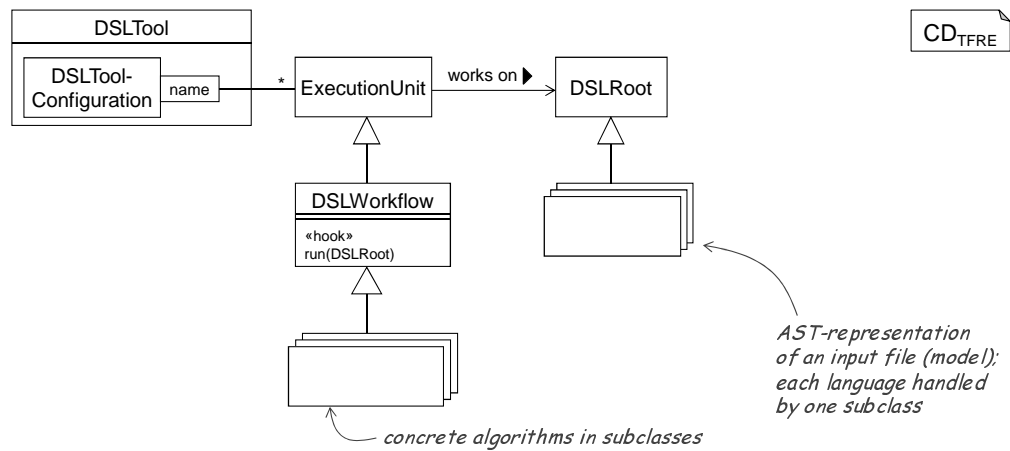 DSLTool
DSLTool-
Configuration
name
*
ExecutionUnit
works on
DSLRoot
CD_TFRE
DSLWorkflow
«hook»
run(DSLRoot)
AST-representation
of an input file (model);
each language handled
by one subclass
concrete algorithms in subclasses